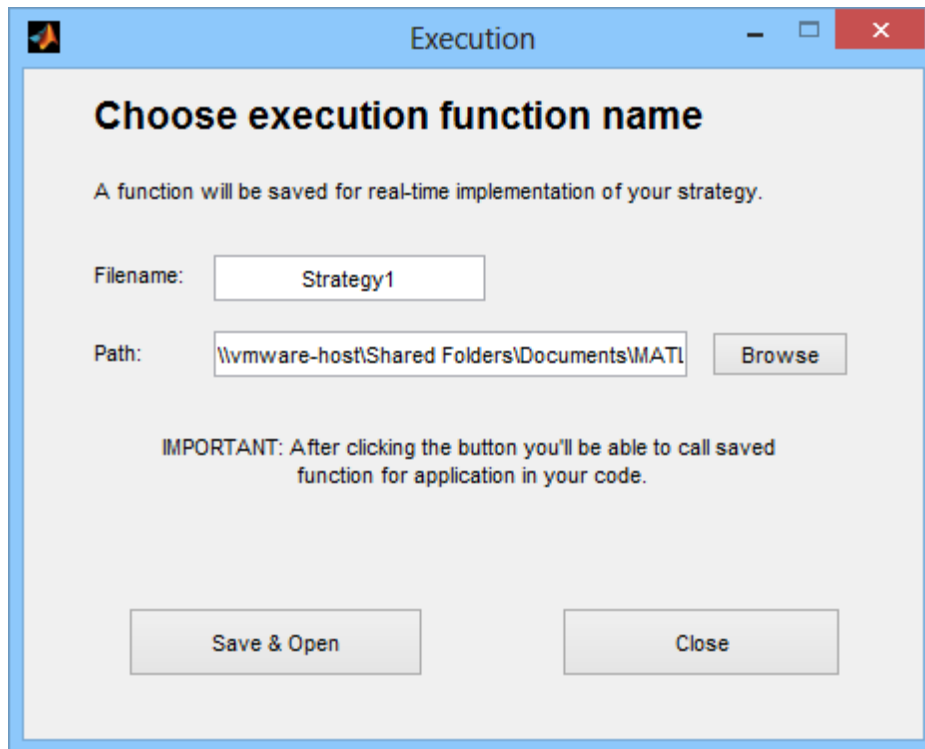 Execution
Choose execution function name
A function will be saved for real-time implementation of your strategy.
Filename: Strategy1
Path: \\vmware-host\Shared Folders\Documents\MATL Browse
IMPORTANT: After clicking the button you'll be able to call saved
function for application in your code.
Save & Open Close